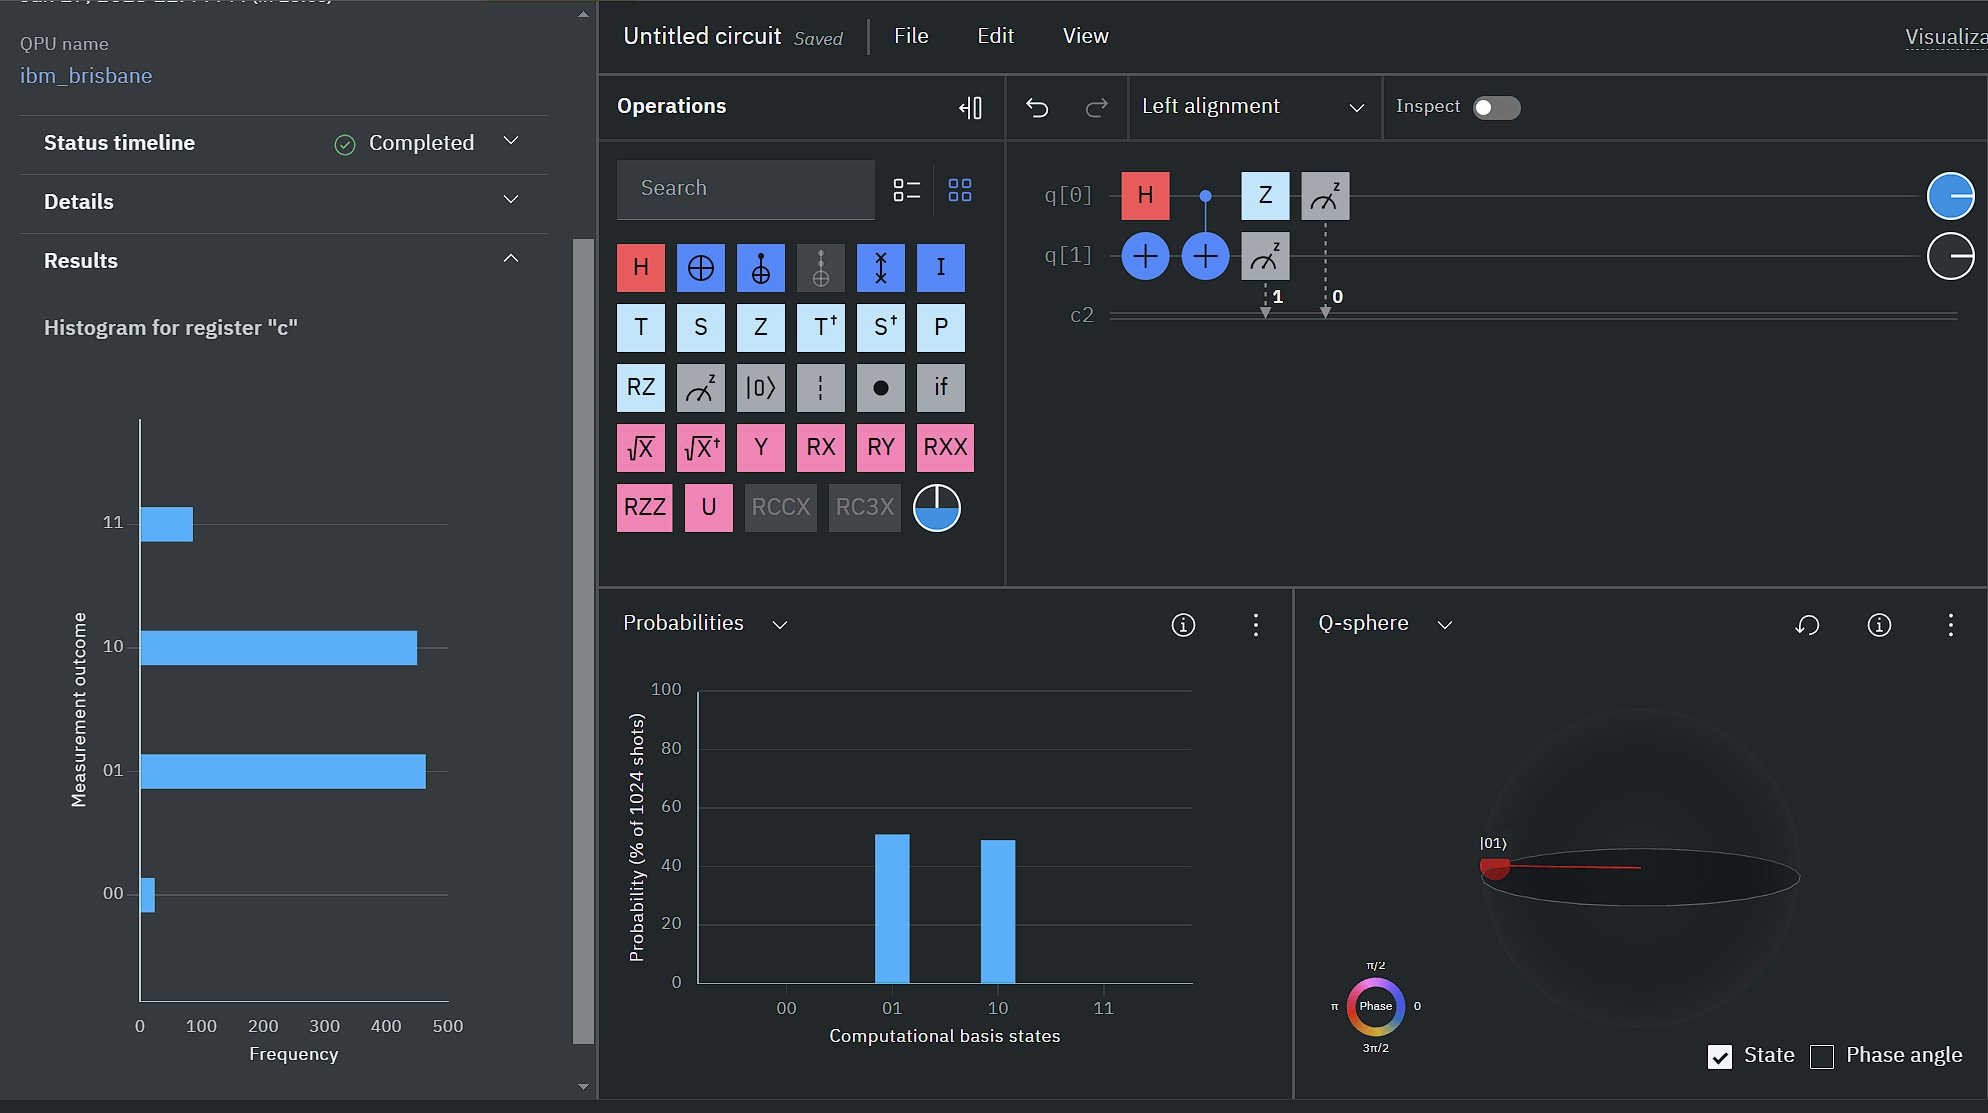 QPU name
ibm_brisbane
Status timeline Completed
Details
Results
Histogram for register "c"
Measurement outcome
11
10
01
00
0 100 200 300 400 500
Frequency
Untitled circuit Saved File Edit View Visualiza
Operations
Left alignment Inspect
Search
H I
T S Z T† S† P
RZ z |0⟩ if
√X √X† Y RX RY RXX
RZZ U RCCX RC3X
q[0] H Z z
q[1] + + z
1 0
c2
Probabilities
Probability (% of 1024 shots)
100
80
60
40
20
0
00 01 10 11
Computational basis states
Q-sphere
|01⟩
π/2
π Phase 0
3π/2
State Phase angle